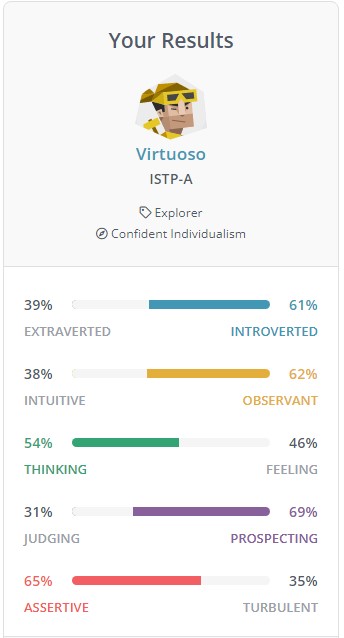 Your Results
Virtuoso
ISTP-A
Explorer
Confident Individualism
39% 61%
EXTRAVERTED INTROVERTED
38% 62%
INTUITIVE OBSERVANT
54% 46%
THINKING FEELING
31% 69%
JUDGING PROSPECTING
65% 35%
ASSERTIVE TURBULENT